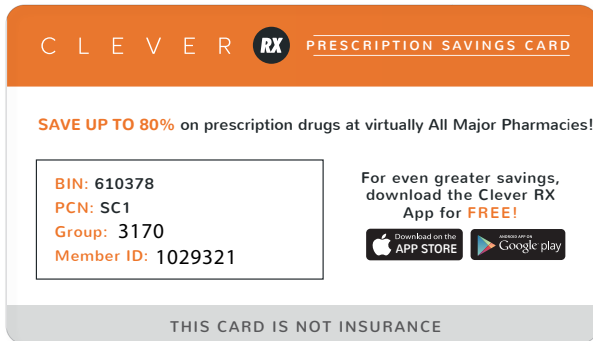 CLEVER RX PRESCRIPTION SAVINGS CARD
SAVE UP TO 80% on prescription drugs at virtually All Major Pharmacies!
BIN: 610378
PCN: SC1
Group: 3170
Member ID: 1029321
For even greater savings,
download the Clever RX
App for FREE!
Download on the
APP STORE
ANDROID APP ON
Google play
THIS CARD IS NOT INSURANCE